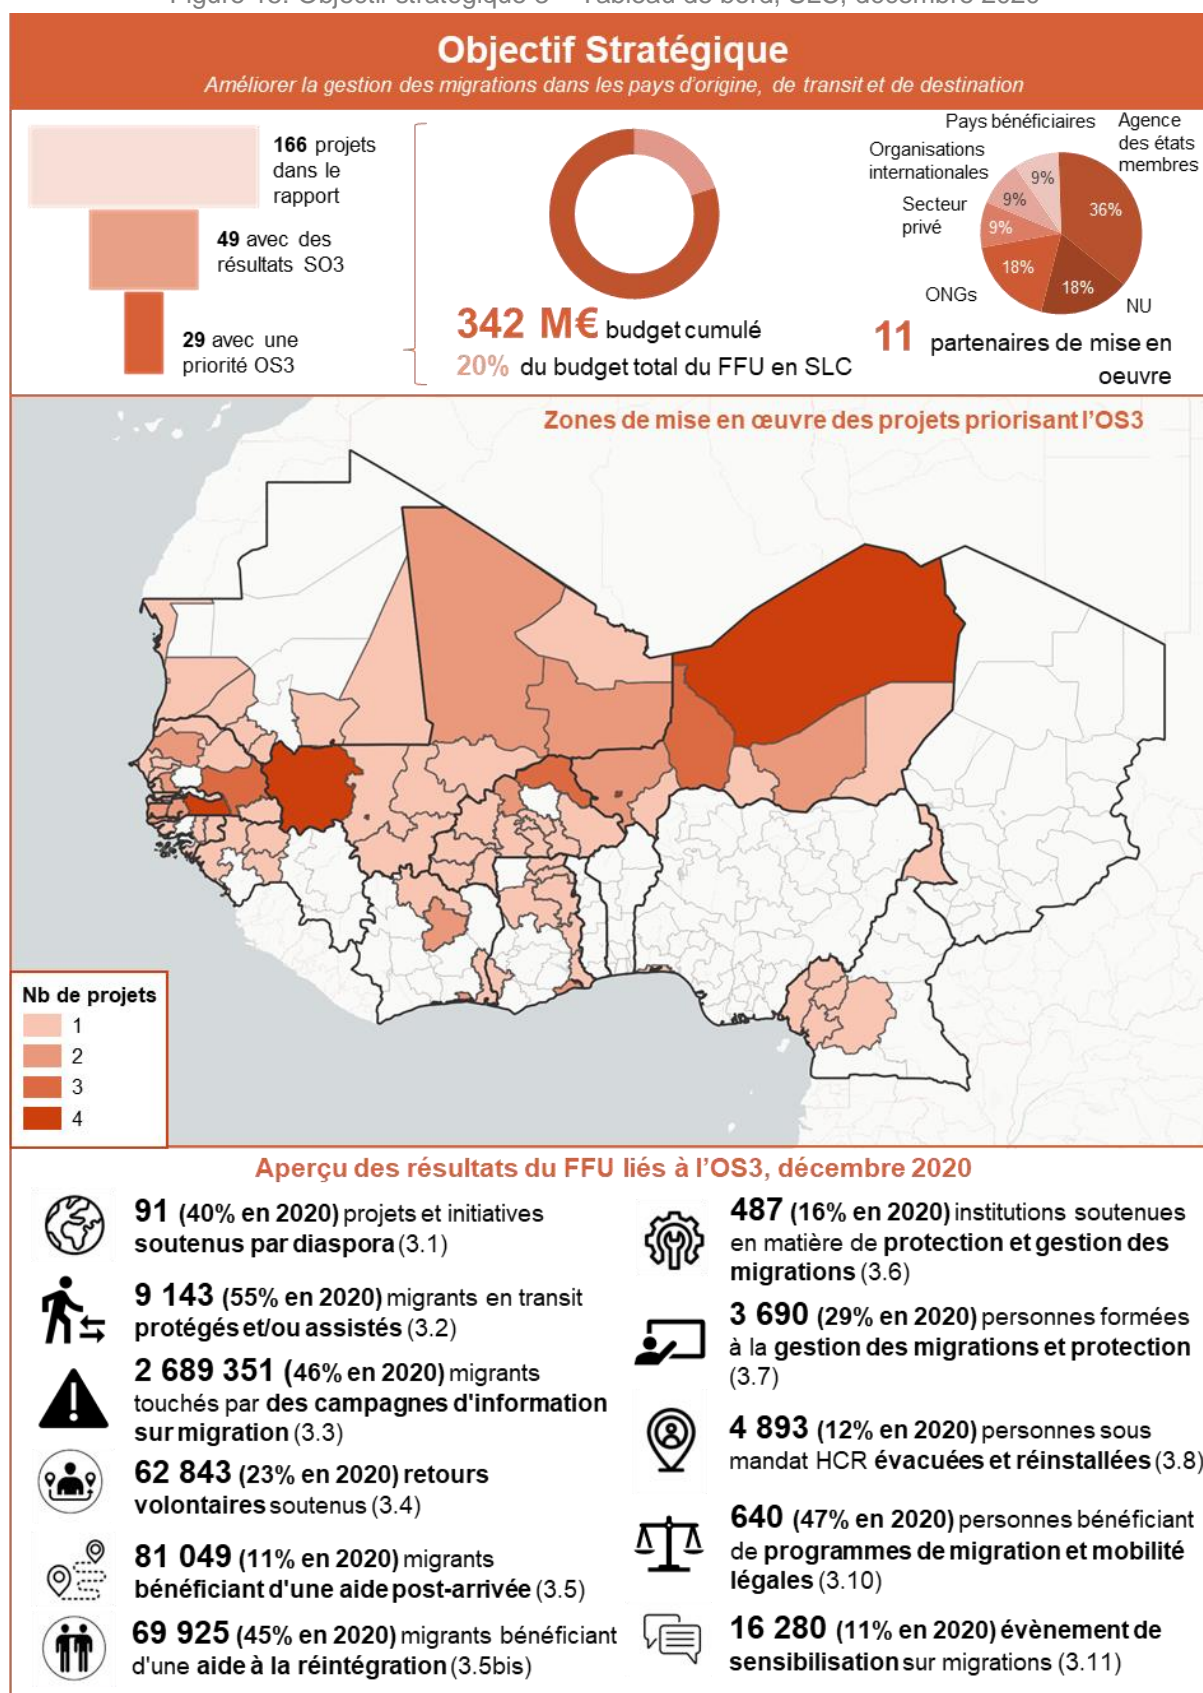 Figure 43: Objectif stratégique 3 – Tableau de bord, SLC, décembre 2020
Objectif Stratégique
Améliorer la gestion des migrations dans les pays d'origine, de transit et de destination
166 projets
dans le
rapport
49 avec des
résultats SO3
29 avec une
priorité OS3
342 M€ budget cumulé
20% du budget total du FFU en SLC
Pays bénéficiaires
Agence
des états
membres
Organisations
internationales
Secteur
privé
ONGs
NU
9%
9%
9%
18%
18%
36%
11 partenaires de mise en
oeuvre
Zones de mise en œuvre des projets priorisant l'OS3
Nb de projets
1
2
3
4
Aperçu des résultats du FFU liés à l'OS3, décembre 2020
91 (40% en 2020) projets et initiatives
soutenus par diaspora (3.1)
9 143 (55% en 2020) migrants en transit
protégés et/ou assistés (3.2)
2 689 351 (46% en 2020) migrants
touchés par des campagnes d'information
sur migration (3.3)
62 843 (23% en 2020) retours
volontaires soutenus (3.4)
81 049 (11% en 2020) migrants
bénéficiant d'une aide post-arrivée (3.5)
69 925 (45% en 2020) migrants bénéficiant
d'une aide à la réintégration (3.5bis)
487 (16% en 2020) institutions soutenues
en matière de protection et gestion des
migrations (3.6)
3 690 (29% en 2020) personnes formées
à la gestion des migrations et protection
(3.7)
4 893 (12% en 2020) personnes sous
mandat HCR évacuées et réinstallées (3.8)
640 (47% en 2020) personnes bénéficiant
de programmes de migration et mobilité
légales (3.10)
16 280 (11% en 2020) évènement de
sensibilisation sur migrations (3.11)